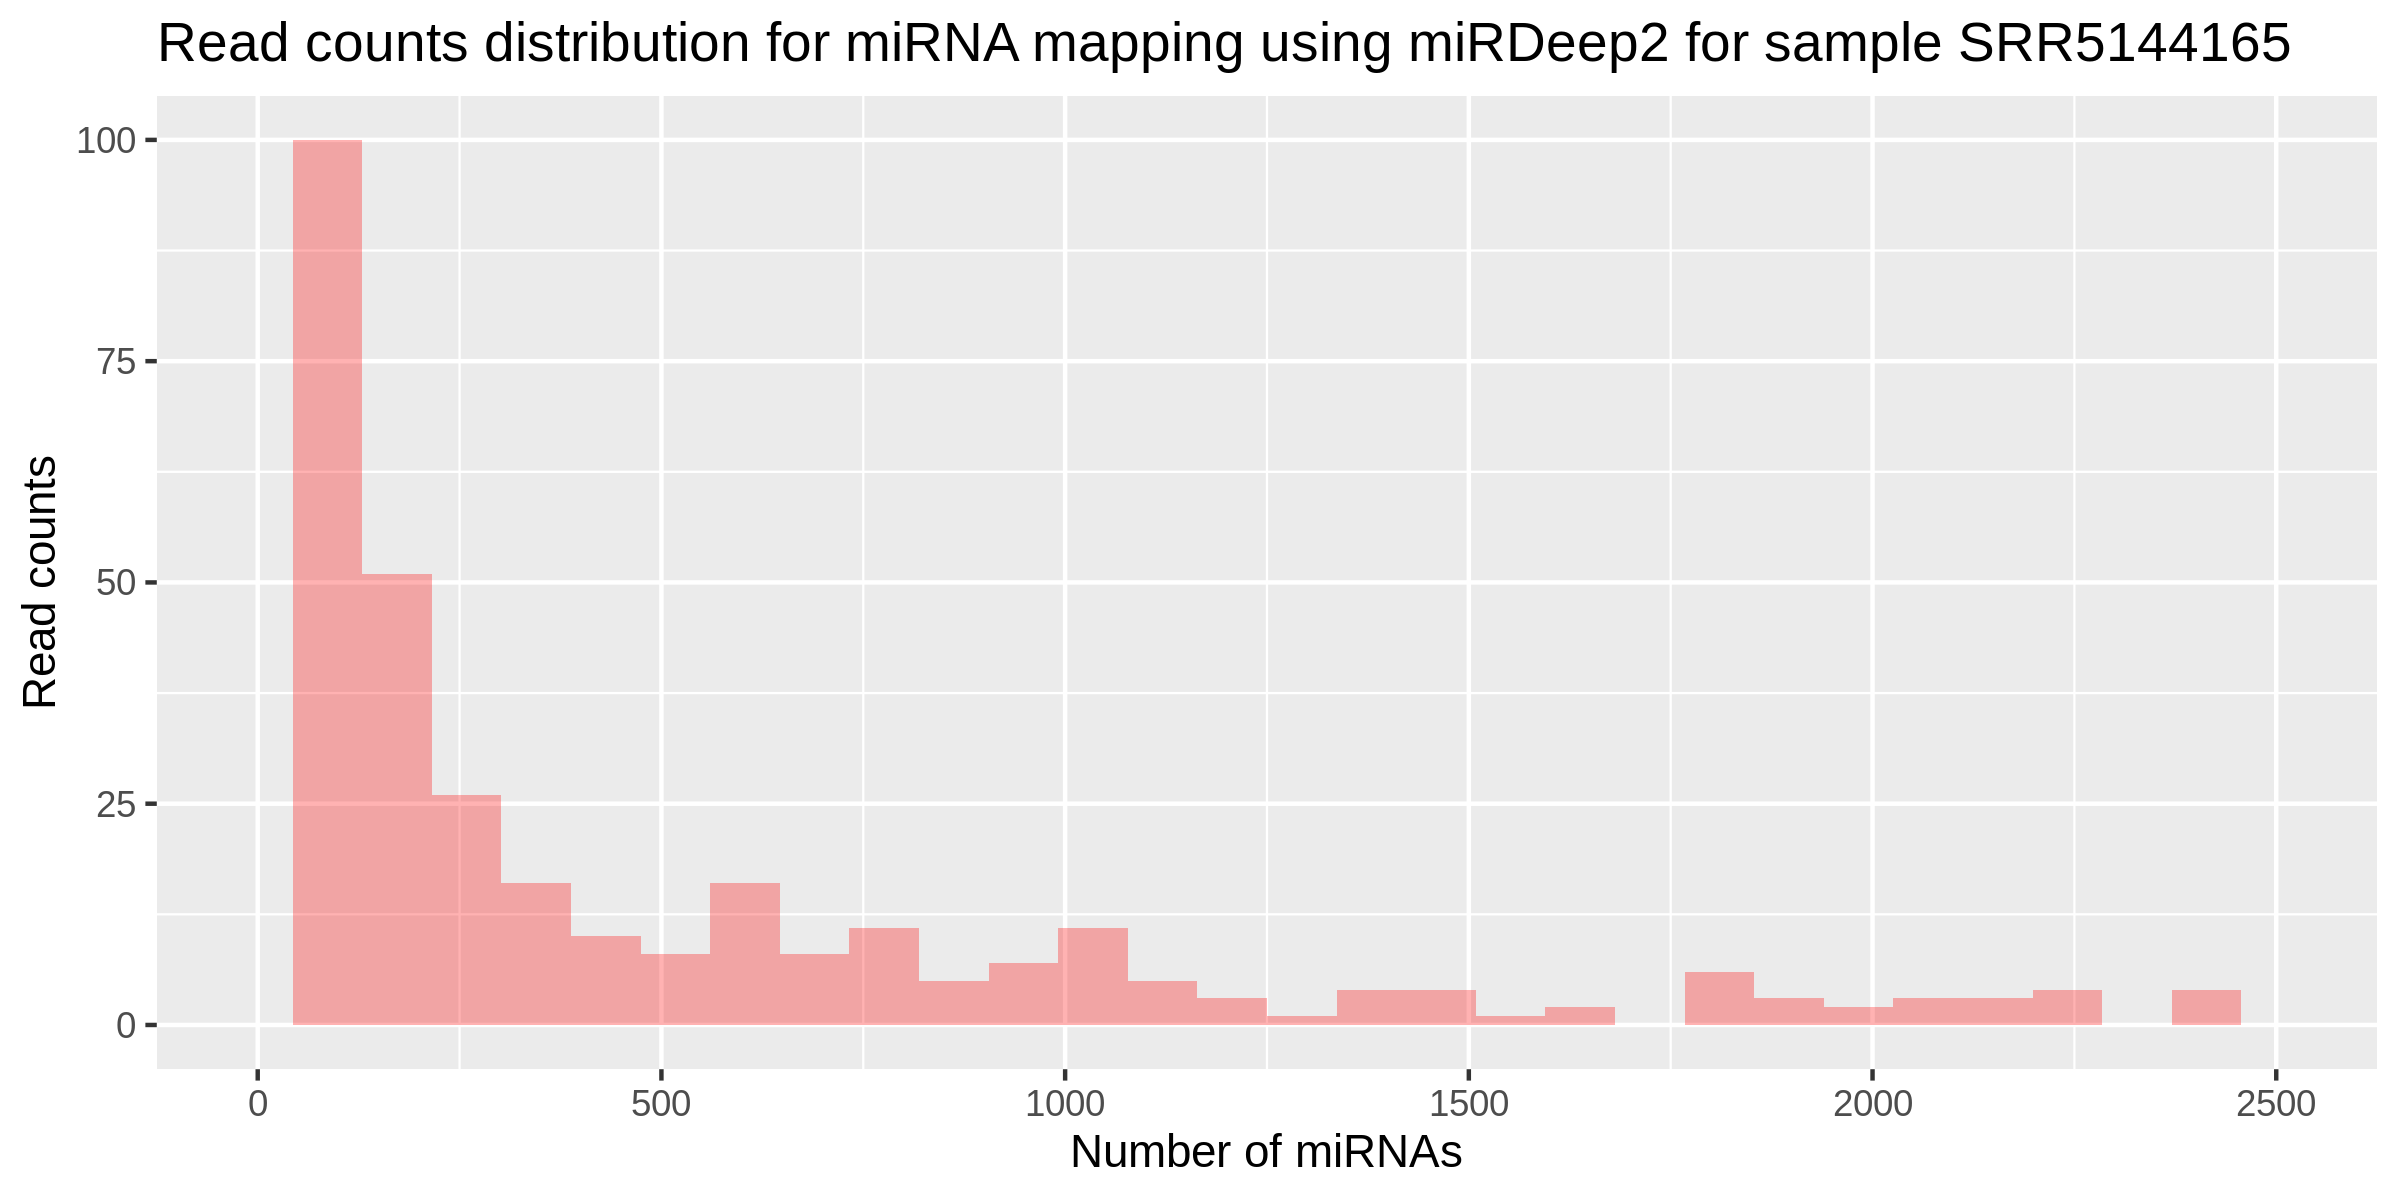 Read counts distribution for miRNA mapping using miRDeep2 for sample SRR5144165
100
75
50
25
0
Read counts
0 500 1000 1500 2000 2500
Number of miRNAs